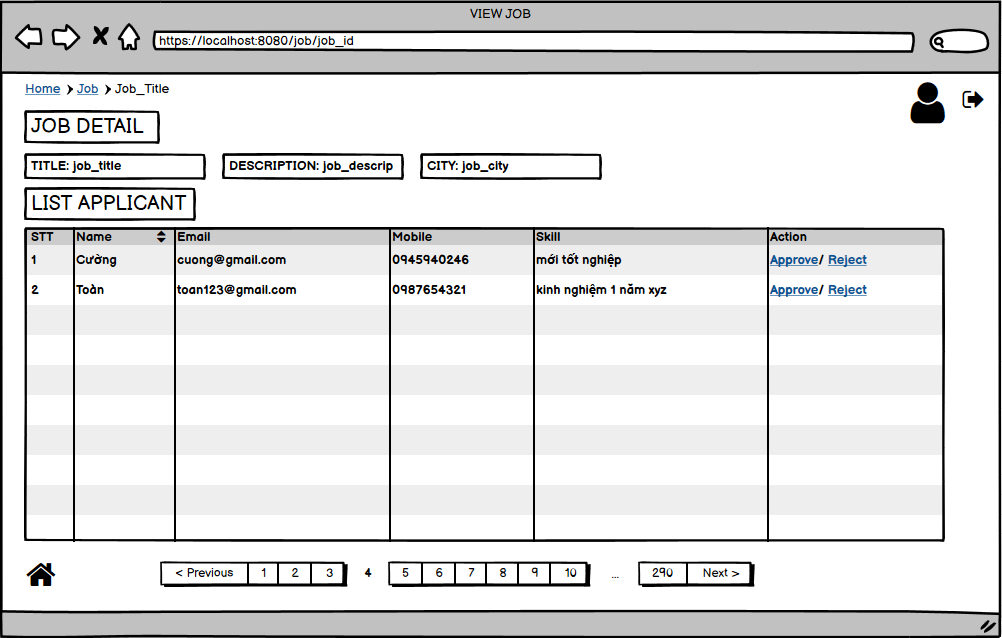 VIEW JOB
https://localhost:8080/job/job_id
Home Job Job_Title
JOB DETAIL
TITLE: job_title DESCRIPTION: job_descrip CITY: job_city
LIST APPLICANT
STT Name Email Mobile Skill Action
1 Cường cuong@gmail.com 0945940246 mới tốt nghiệp Approve/ Reject
2 Toàn toan123@gmail.com 0987654321 kinh nghiệm 1 năm xyz Approve/ Reject
< Previous 1 2 3 4 5 6 7 8 9 10 ... 290 Next >